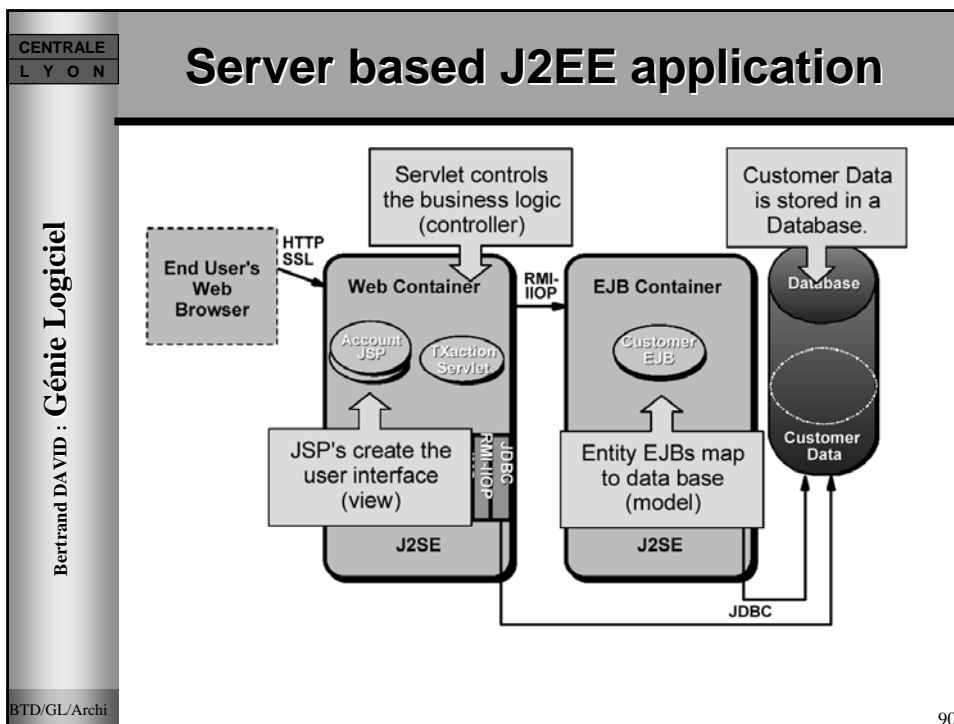 CENTRALE
L Y O N
Server based J2EE application
Bertrand DAVID : Génie Logiciel
Servlet controls
the business logic
(controller)
Customer Data
is stored in a
Database.
HTTP
SSL
End User's
Web
Browser
Web Container
RMI-
IIOP
EJB Container
Database
Account
JSP
TXaction
Servlet
Customer
EJB
JSP's create the
user interface
(view)
RMI-IIOP
JDBC
Entity EJBs map
to data base
(model)
Customer
Data
J2SE
J2SE
JDBC
BTD/GL/Archi
90